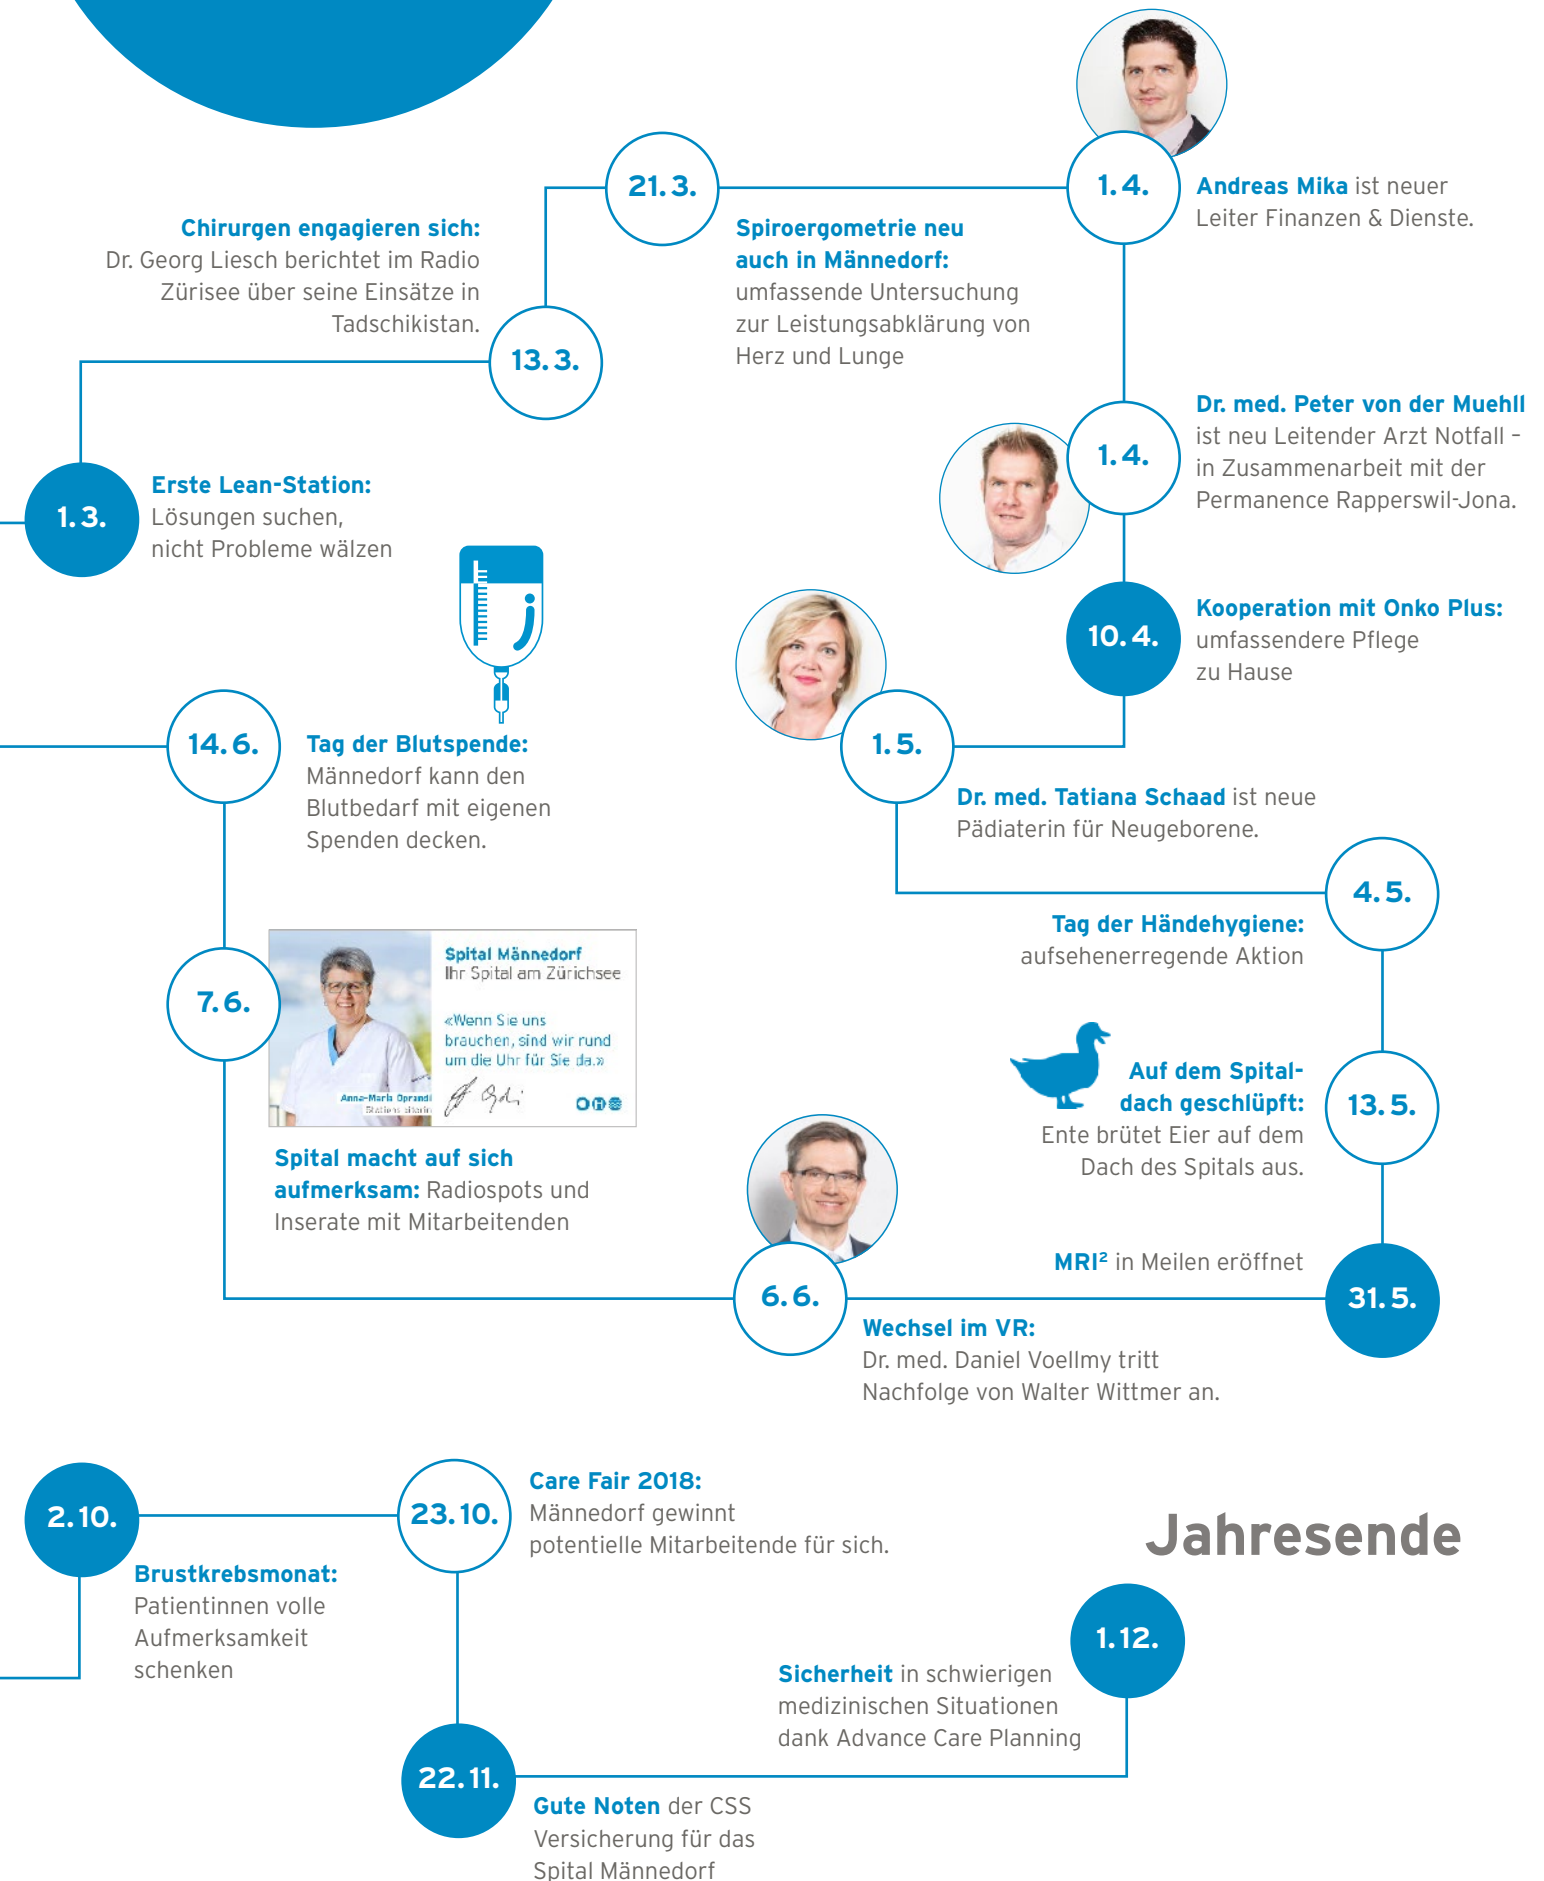 1. 3.
Erste Lean-Station:
Lösungen suchen,
nicht Probleme wälzen
Chirurgen engagieren sich:
Dr. Georg Liesch berichtet im Radio
Zürisee über seine Einsätze in
Tadschikistan.
13. 3.
21. 3.
Spiroergometrie neu
auch in Männedorf:
umfassende Untersuchung
zur Leistungsabklärung von
Herz und Lunge
1. 4.
Andreas Mika ist neuer
Leiter Finanzen & Dienste.
1. 4.
Dr. med. Peter von der Muehll
ist neu Leitender Arzt Notfall –
in Zusammenarbeit mit der
Permanence Rapperswil-Jona.
10. 4.
Kooperation mit Onko Plus:
umfassendere Pflege
zu Hause
1. 5.
Dr. med. Tatiana Schaad ist neue
Pädiaterin für Neugeborene.
4. 5.
Tag der Händehygiene:
aufsehenerregende Aktion
13. 5.
Auf dem Spital-
dach geschlüpft:
Ente brütet Eier auf dem
Dach des Spitals aus.
31. 5.
MRI² in Meilen eröffnet
6. 6.
Wechsel im VR:
Dr. med. Daniel Voellmy tritt
Nachfolge von Walter Wittmer an.
7. 6.
Spital Männedorf
Ihr Spital am Zürichsee
«Wenn Sie uns
brauchen, sind wir rund
um die Uhr für Sie da.»
Anna-Maria Oprandi
Spital macht auf sich
aufmerksam: Radiospots und
Inserate mit Mitarbeitenden
14. 6.
Tag der Blutspende:
Männedorf kann den
Blutbedarf mit eigenen
Spenden decken.
2. 10.
Brustkrebsmonat:
Patientinnen volle
Aufmerksamkeit
schenken
23. 10.
Care Fair 2018:
Männedorf gewinnt
potentielle Mitarbeitende für sich.
22. 11.
Gute Noten der CSS
Versicherung für das
Spital Männedorf
1. 12.
Sicherheit in schwierigen
medizinischen Situationen
dank Advance Care Planning
Jahresende